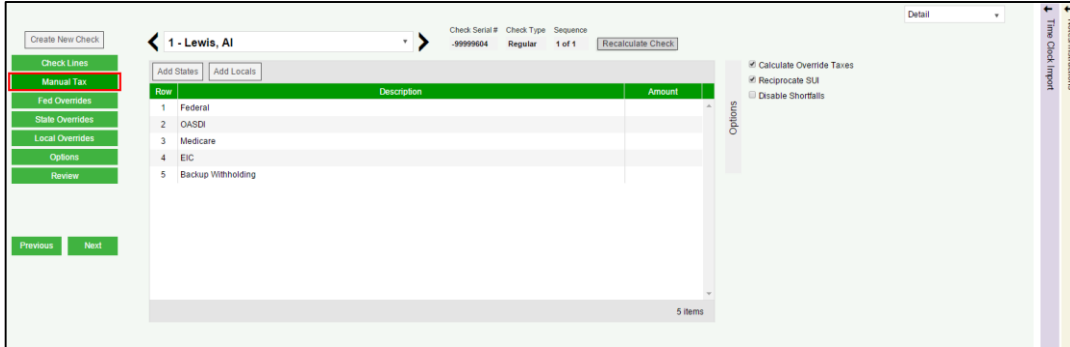 Detail
Create New Check
1 - Lewis, Al
Check Serial # Check Type Sequence
-99999604 Regular 1 of 1 Recalculate Check
Check Lines
Manual Tax
Fed Overrides
State Overrides
Local Overrides
Options
Review
Previous Next
Add States Add Locals
Row Description Amount
1 Federal
2 OASDI
3 Medicare
4 EIC
5 Backup Withholding
5 items
Options
Calculate Override Taxes
Reciprocate SUI
Disable Shortfalls
Time Clock Import